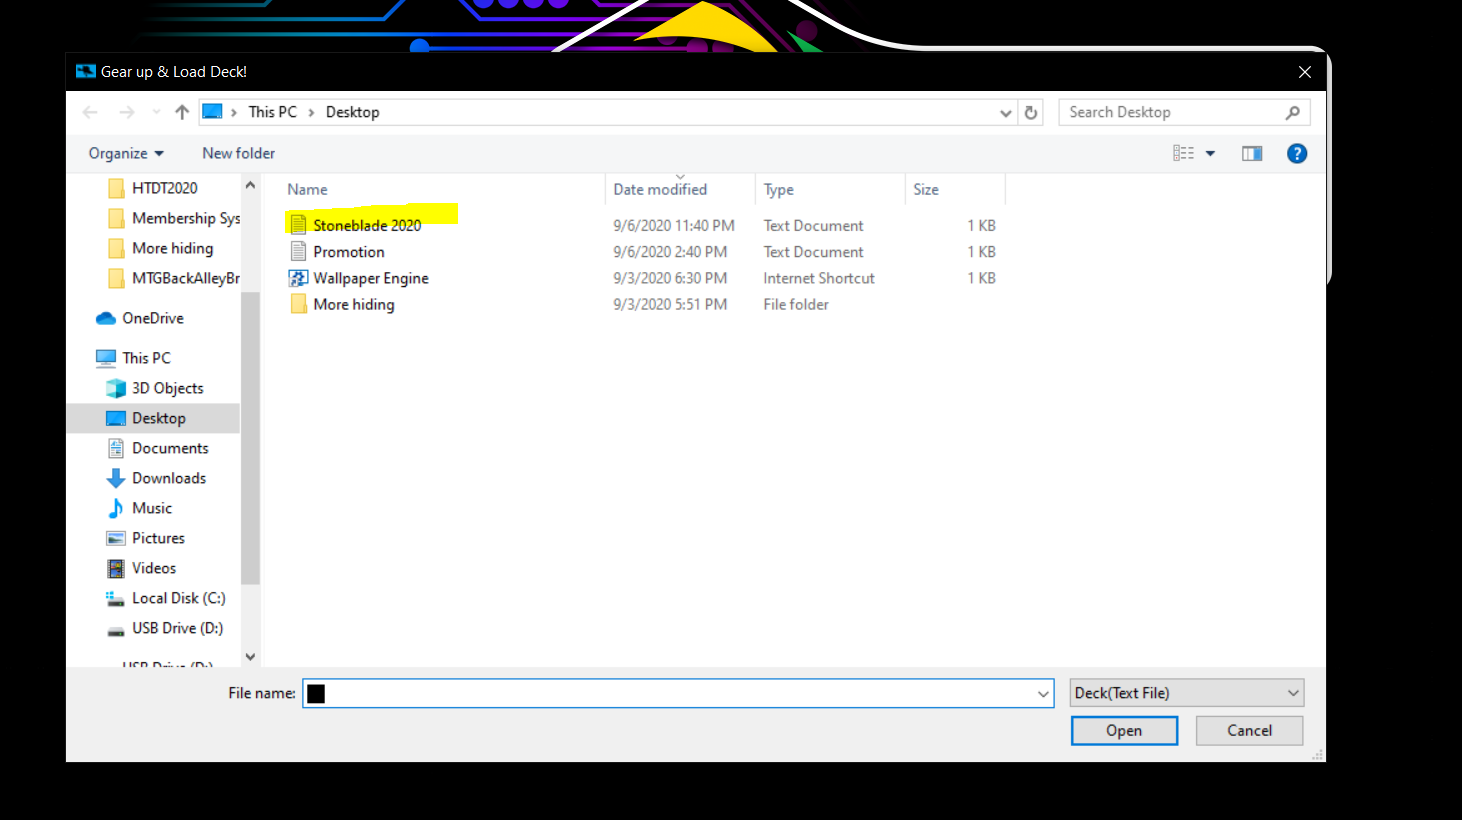 Gear up & Load Deck!
This PC > Desktop
Search Desktop
Organize
New folder
Name
Date modified
Type
Size
HTDT2020
Membership Sys
More hiding
MTGBackAlleyBr
OneDrive
This PC
3D Objects
Desktop
Documents
Downloads
Music
Pictures
Videos
Local Disk (C:)
USB Drive (D:)
USB Drive (D:)
Stoneblade 2020 9/6/2020 11:40 PM Text Document 1 KB
Promotion 9/6/2020 2:40 PM Text Document 1 KB
Wallpaper Engine 9/3/2020 6:30 PM Internet Shortcut 1 KB
More hiding 9/3/2020 5:51 PM File folder
File name:
Deck(Text File)
Open
Cancel